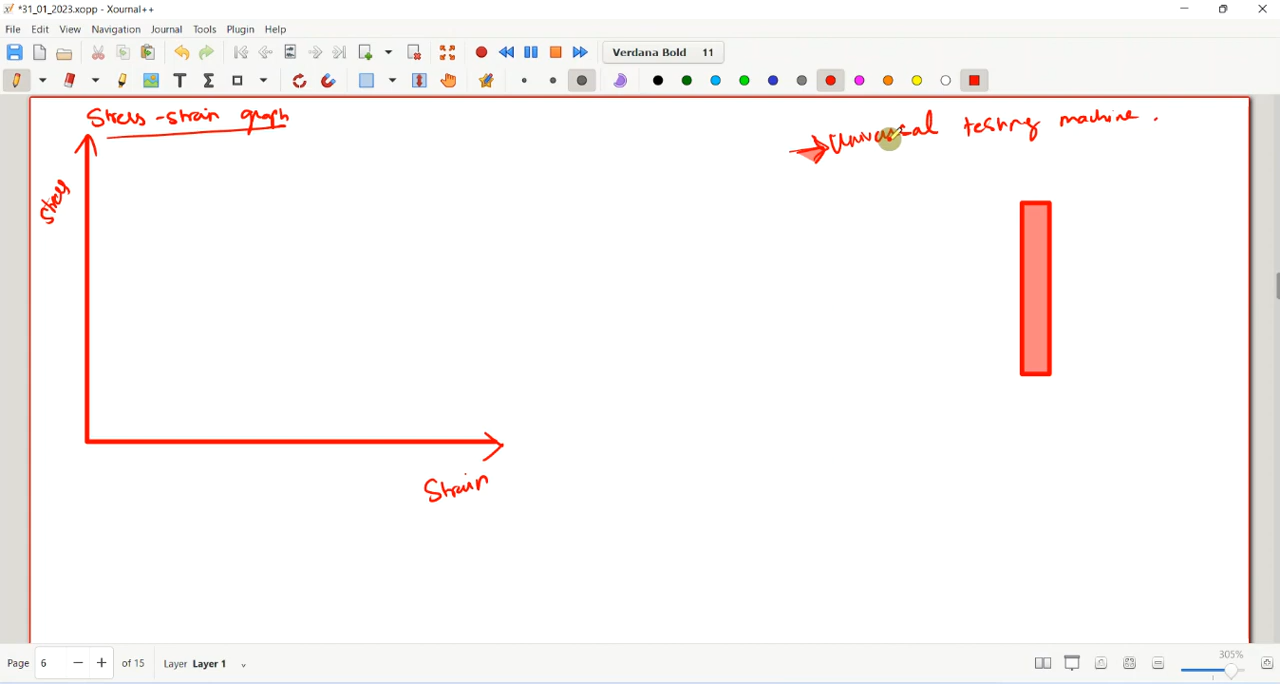 *31_01_2023.xopp - Xournal++
File Edit View Navigation Journal Tools Plugin Help
Verdana Bold 11
Stress-strain graph
Universal testing machine.
Stress
Strain
Page 6 of 15 Layer Layer 1
305%